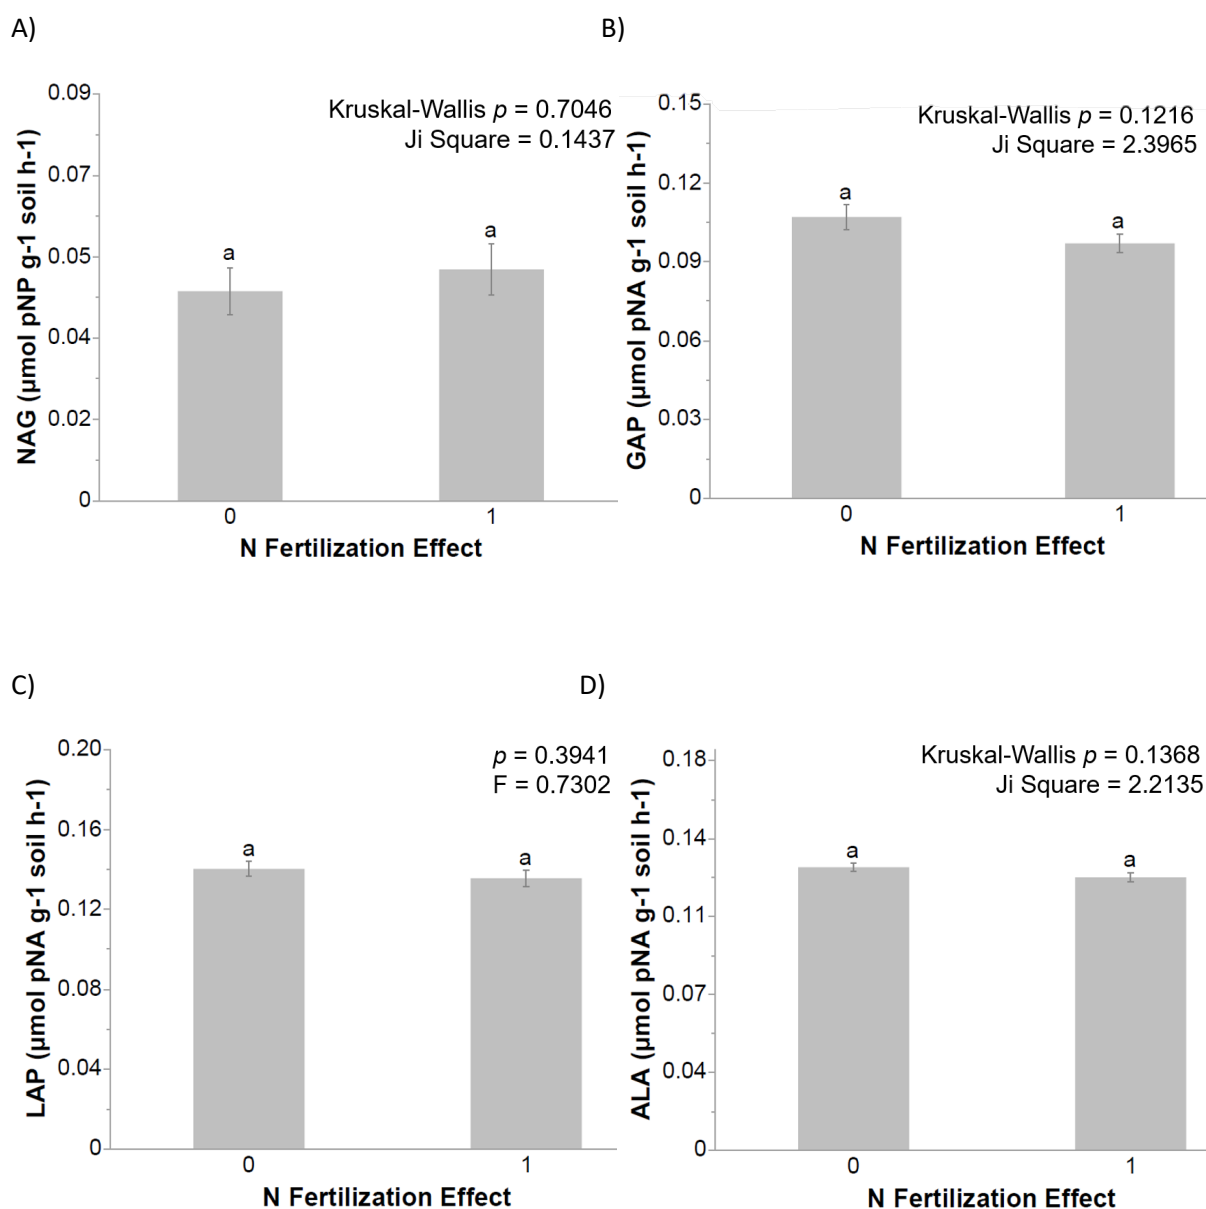 A)
NAG (µmol pNP g-1 soil h-1)
0.09
0.07
0.05
0.04
0.02
0
Kruskal-Wallis p = 0.7046
Ji Square = 0.1437
a
a
0
1
N Fertilization Effect
B)
GAP (µmol pNA g-1 soil h-1)
0.15
0.12
0.09
0.06
0.03
0
Kruskal-Wallis p = 0.1216
Ji Square = 2.3965
a
a
0
1
N Fertilization Effect
C)
LAP (µmol pNA g-1 soil h-1)
0.20
0.16
0.12
0.08
0.04
0
p = 0.3941
F = 0.7302
a
a
0
1
N Fertilization Effect
D)
ALA (µmol pNA g-1 soil h-1)
0.18
0.14
0.11
0.07
0.04
0
Kruskal-Wallis p = 0.1368
Ji Square = 2.2135
a
a
0
1
N Fertilization Effect